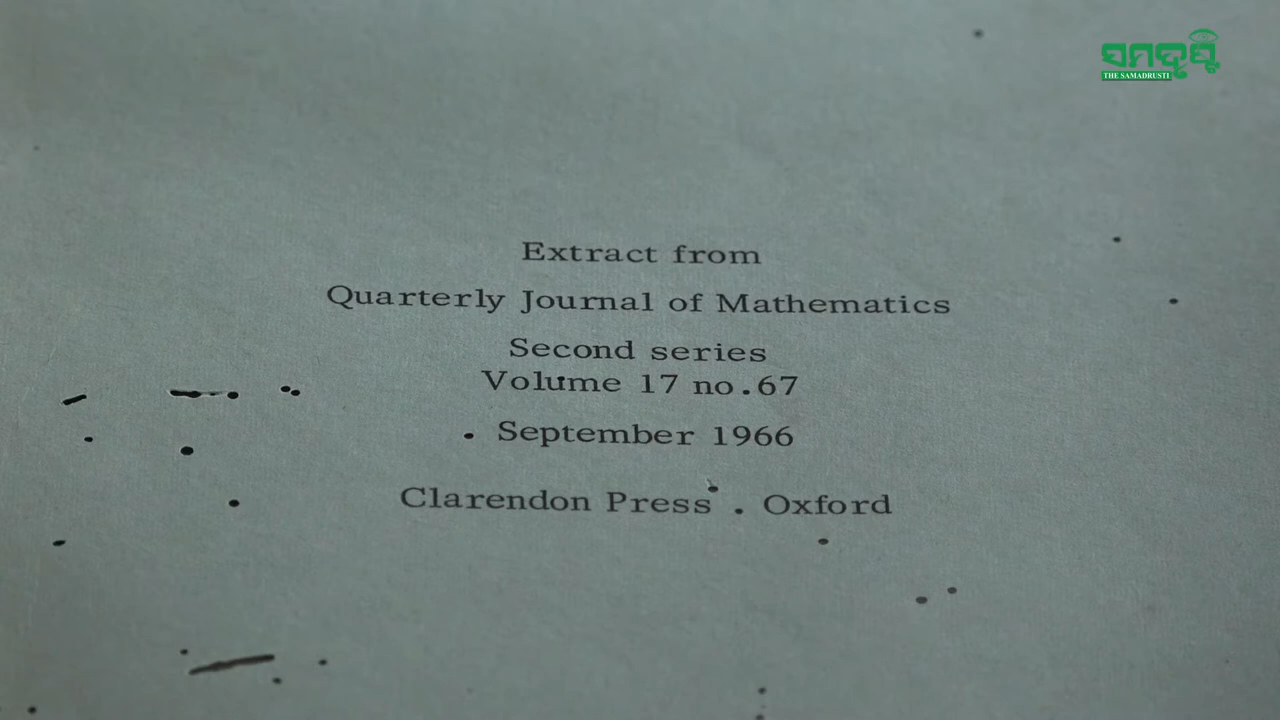 ସମଦୃଷ୍ଟି
THE SAMADRUSTI
Extract from
Quarterly Journal of Mathematics
Second series
Volume 17 no.67
September 1966
Clarendon Press . Oxford